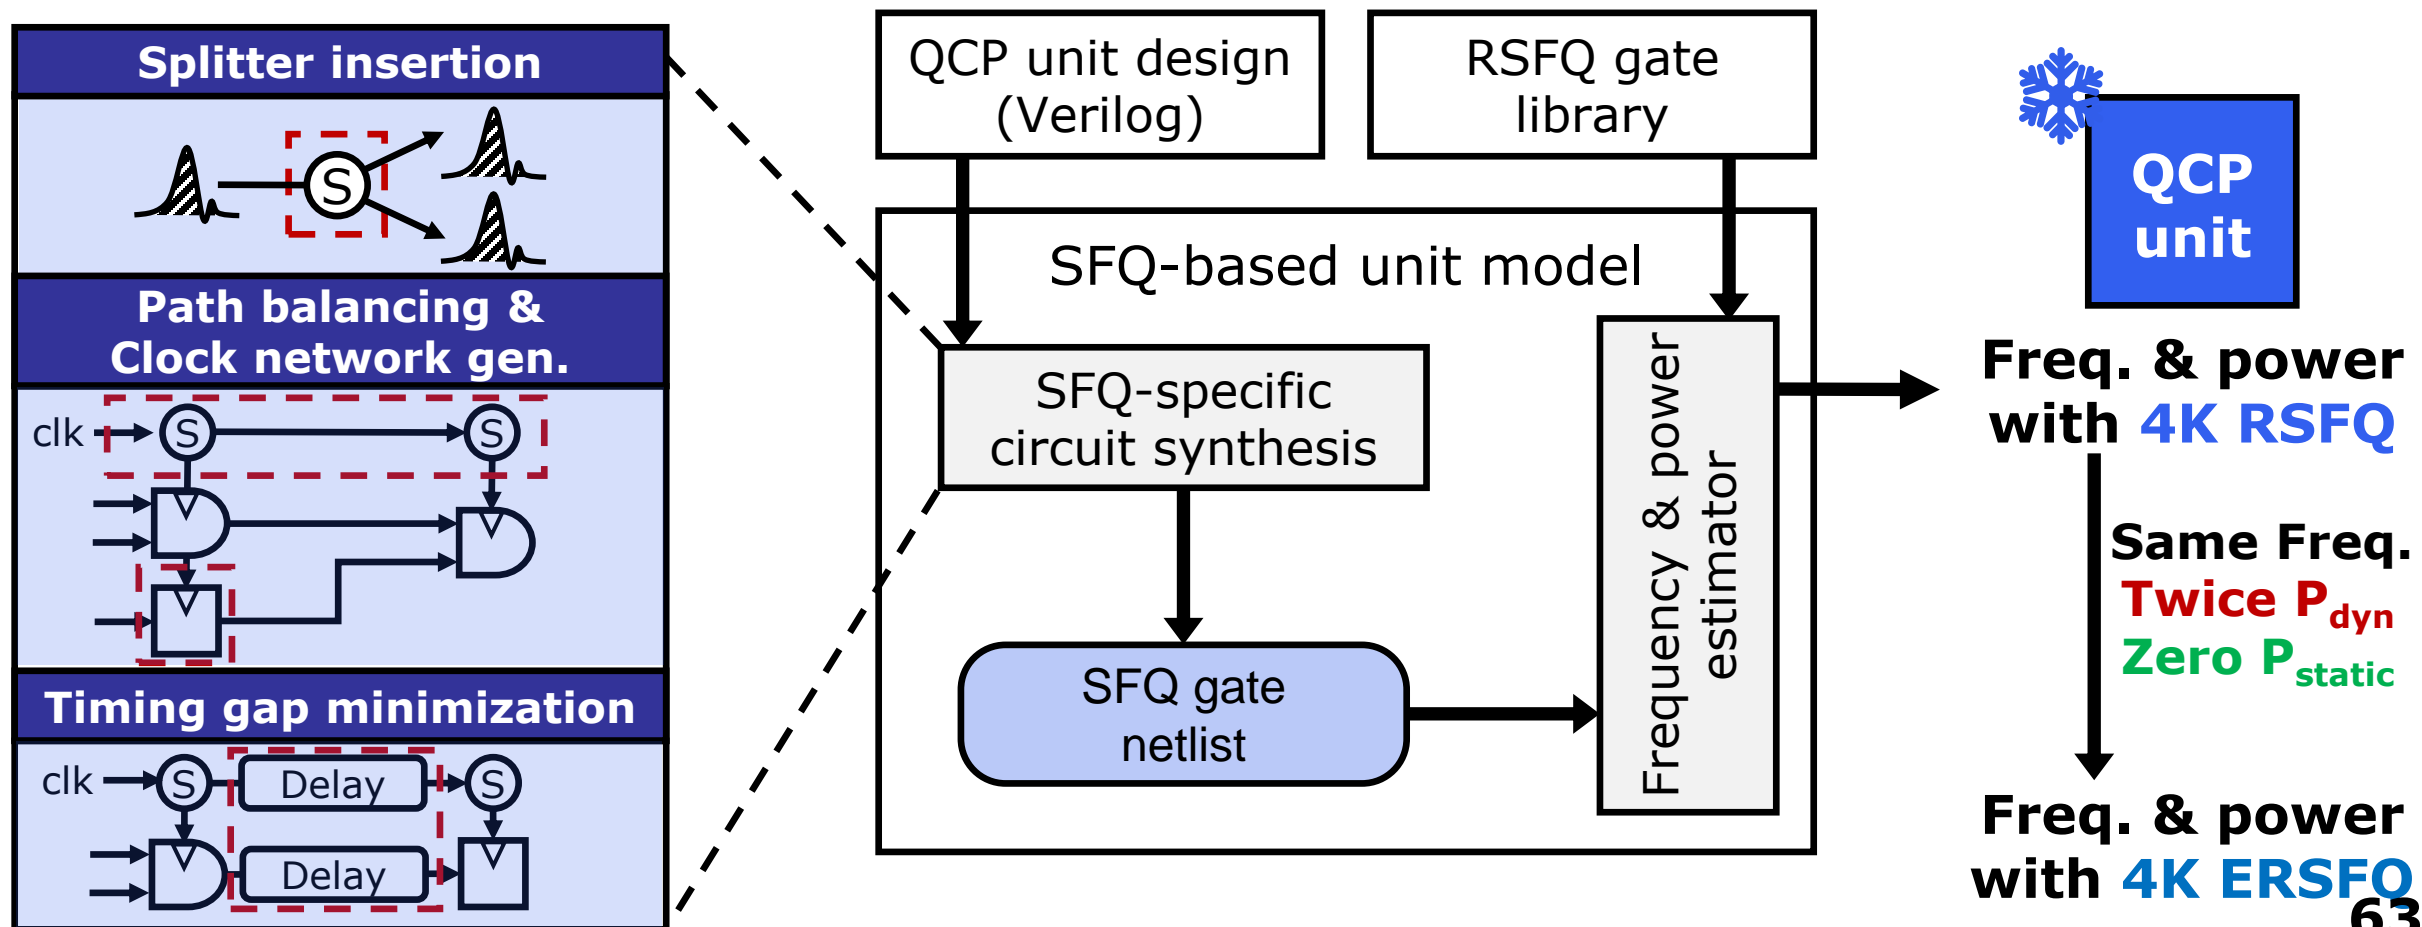 Splitter insertion
S
Path balancing &
Clock network gen.
clk
S
S
Timing gap minimization
clk
S
Delay
S
Delay
QCP unit design
(Verilog)
RSFQ gate
library
SFQ-based unit model
SFQ-specific
circuit synthesis
SFQ gate
netlist
Frequency & power
estimator
QCP
unit
Freq. & power
with 4K RSFQ
Same Freq.
Twice Pdyn
Zero Pstatic
Freq. & power
with 4K ERSFQ
63